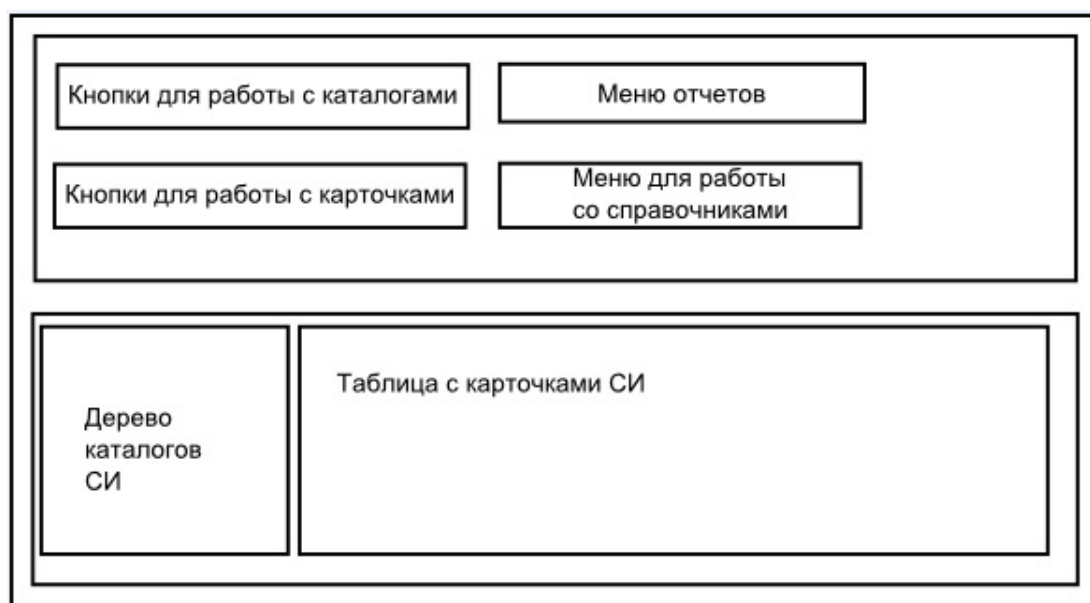 Кнопки для работы с каталогами
Меню отчетов
Кнопки для работы с карточками
Меню для работы
со справочниками
Дерево
каталогов
СИ
Таблица с карточками СИ